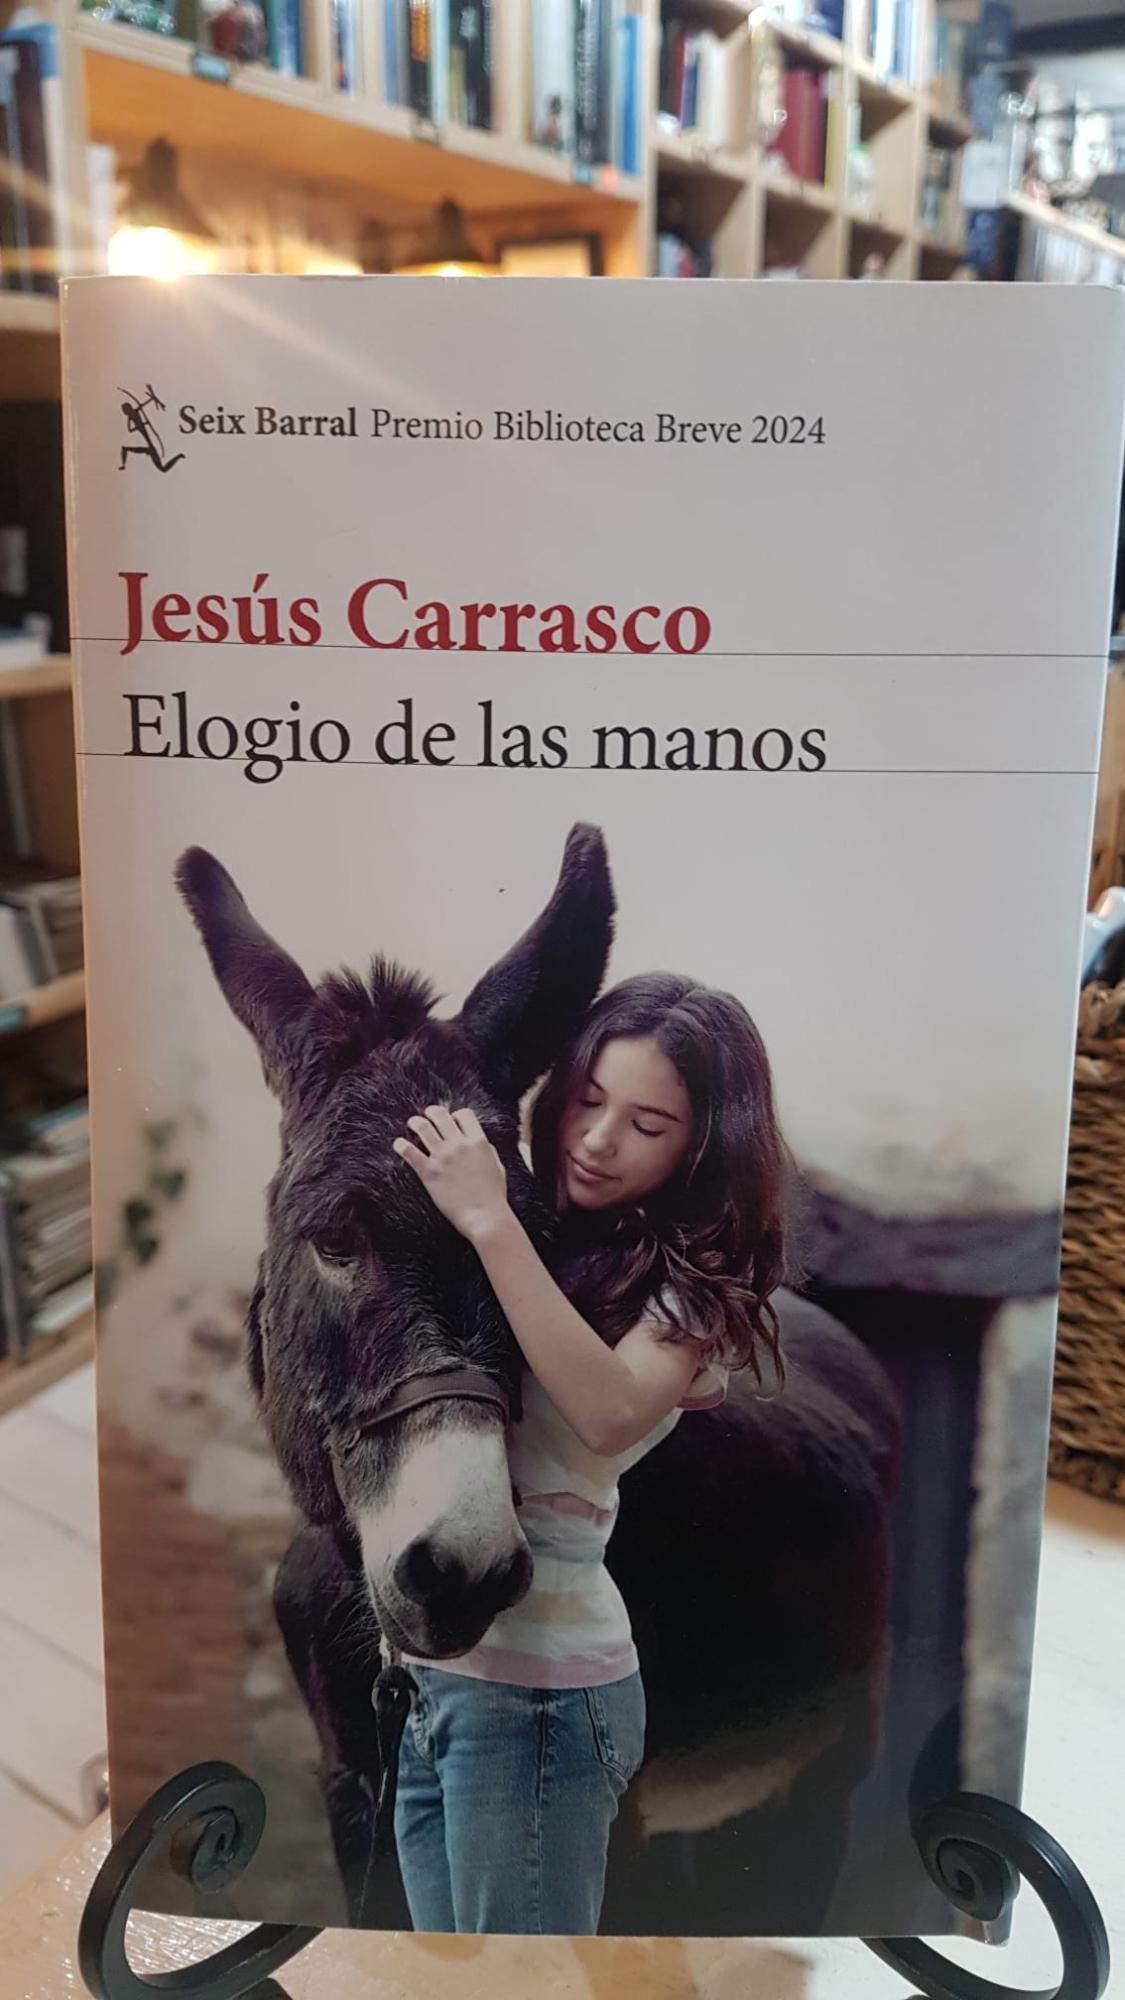 Seix Barral Premio Biblioteca Breve 2024
Jesús Carrasco
Elogio de las manos